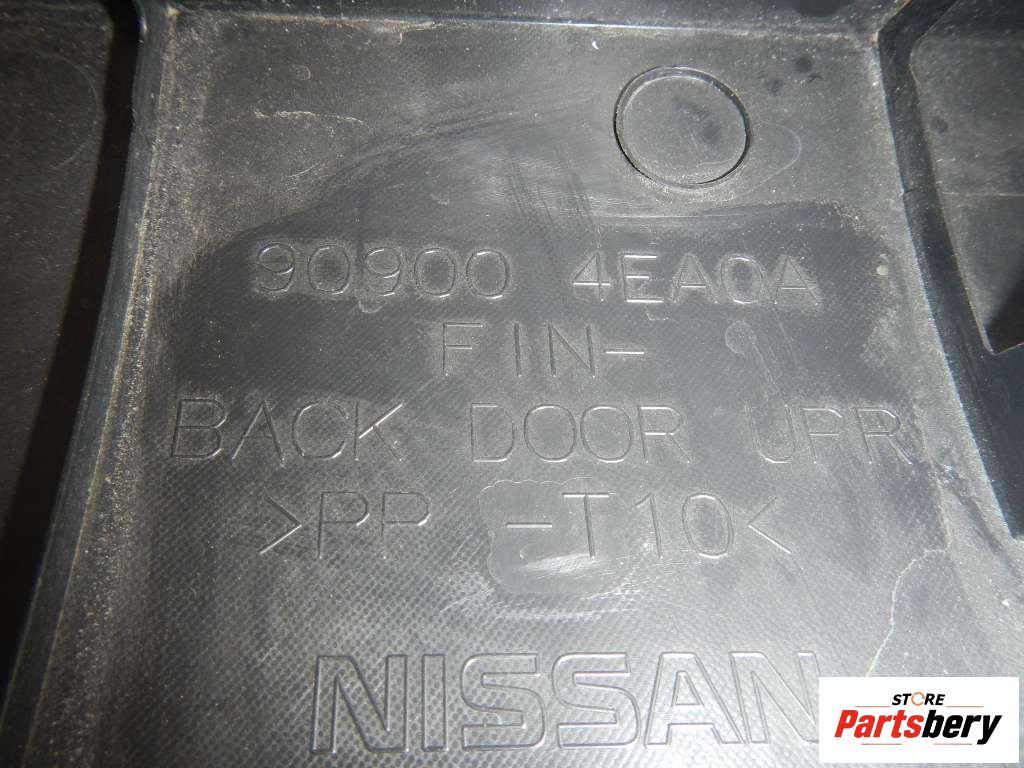 90900 4EA0A
FIN-
BACK DOOR UPR
>PP -T10<
NISSAN
STORE
Partsbery